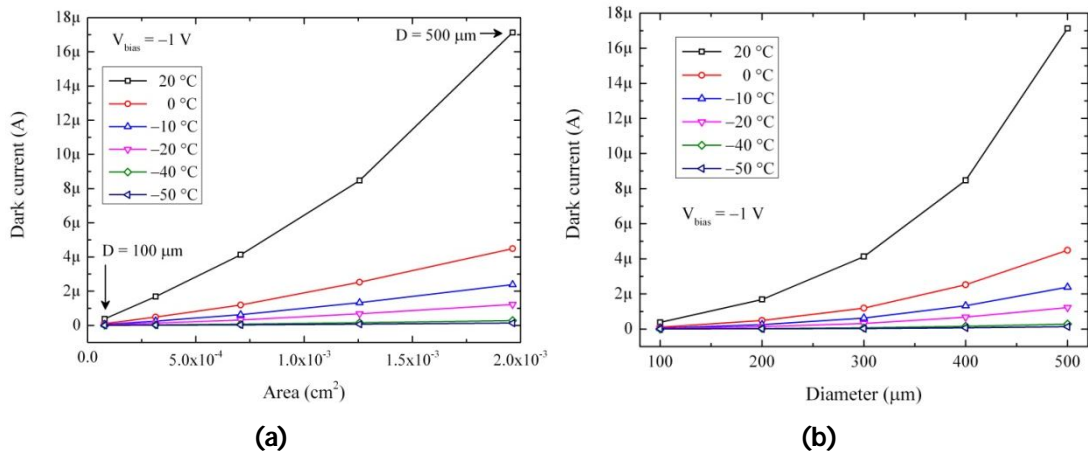 18μ
16μ
14μ
12μ
10μ
8μ
6μ
4μ
2μ
0
Dark current (A)
V_bias = –1 V
D = 500 μm
20 °C
0 °C
–10 °C
–20 °C
–40 °C
–50 °C
D = 100 μm
0.0
5.0x10⁻⁴
1.0x10⁻³
1.5x10⁻³
2.0x10⁻³
Area (cm²)
(a)
18μ
16μ
14μ
12μ
10μ
8μ
6μ
4μ
2μ
0
Dark current (A)
20 °C
0 °C
–10 °C
–20 °C
–40 °C
–50 °C
V_bias = –1 V
100
200
300
400
500
Diameter (μm)
(b)